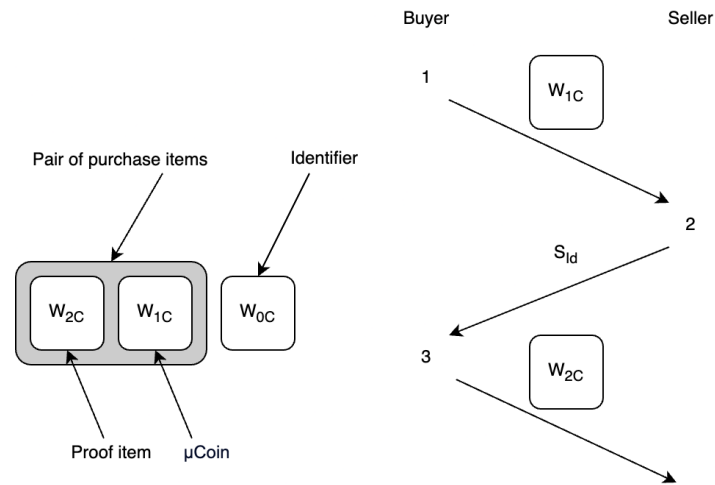 Buyer
Seller
1
W1C
Pair of purchase items
Identifier
2
SId
W2C
W1C
W0C
3
W2C
Proof item
μCoin